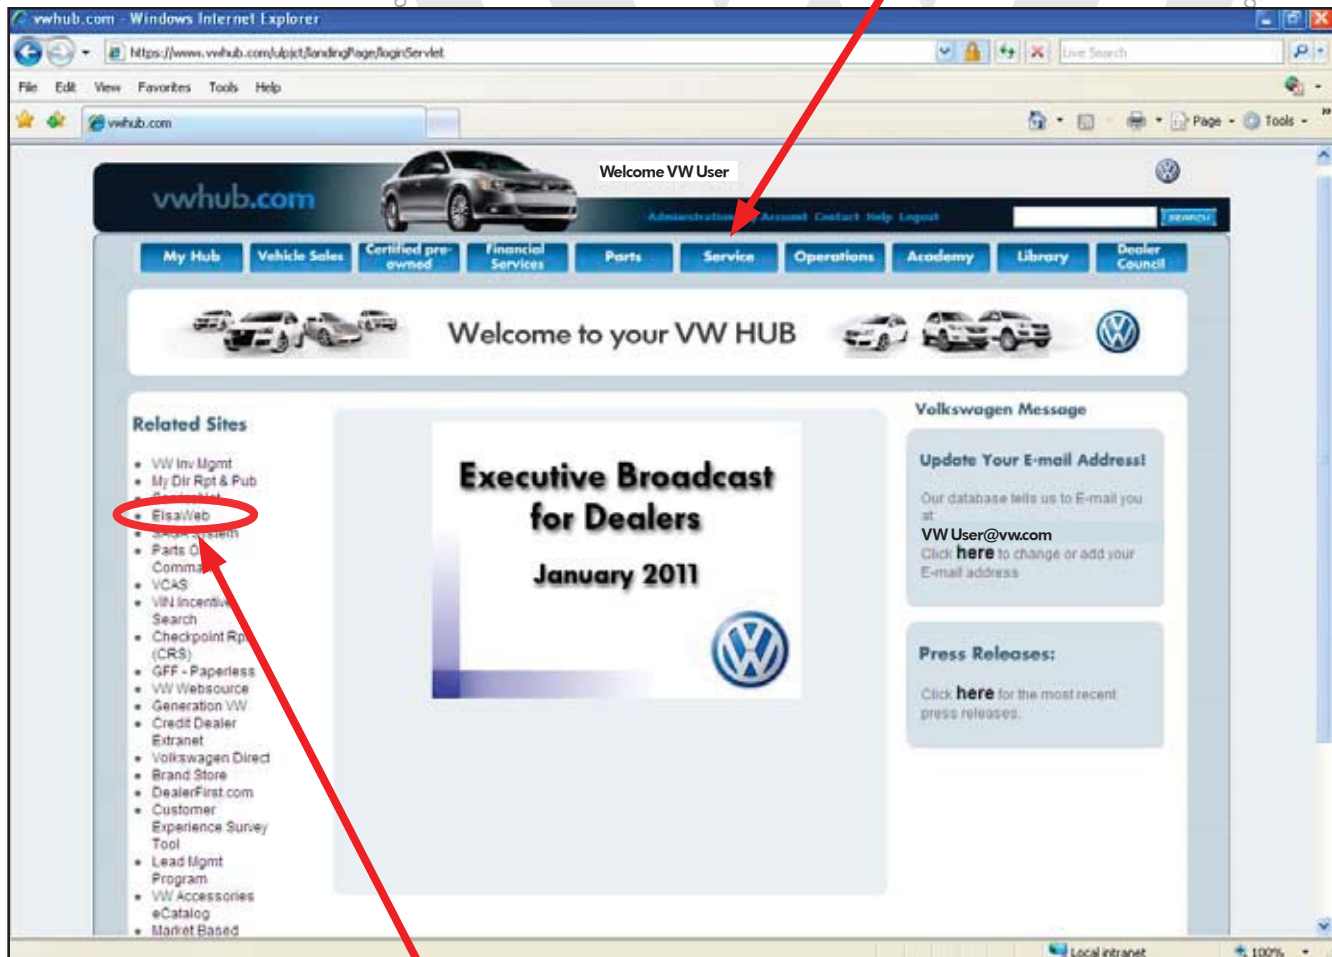 vwhub.com - Windows Internet Explorer
https://www.vwhub.com/ulpjct/landingPage/loginServlet
Live Search
File Edit View Favorites Tools Help
vwhub.com
Page Tools
Welcome VW User
vwhub.com
Administration Account Contact Help Logout
SEARCH
My Hub
Vehicle Sales
Certified pre-
owned
Financial
Services
Parts
Service
Operations
Academy
Library
Dealer
Council
Welcome to your VW HUB
Related Sites
VW Inv Mgmt
My Dir Rpt & Pub
ElsaWeb
SAGA System
Parts
Comma
VCAS
VIN Incentive
Search
Checkpoint Rp
(CRS)
GFF - Paperless
VW Websource
Generation VW
Credit Dealer
Extranet
Volkswagen Direct
Brand Store
DealerFirst.com
Customer
Experience Survey
Tool
Lead Mgmt
Program
VW Accessories
eCatalog
Market Based
Executive Broadcast
for Dealers
January 2011
Volkswagen Message
Update Your E-mail Address!
Our database tells us to E-mail you
at
VW User@vw.com
Click here to change or add your
E-mail address
Press Releases:
Click here for the most recent
press releases.
Local intranet
100%